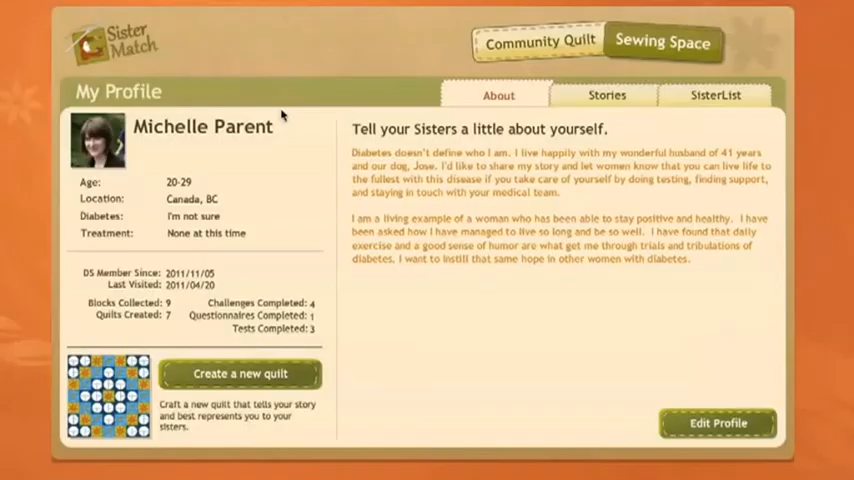 Sister
Match
Community Quilt
Sewing Space
My Profile
About
Stories
SisterList
Michelle Parent
Age: 20-29
Location: Canada, BC
Diabetes: I'm not sure
Treatment: None at this time
DS Member Since: 2011/11/05
Last Visited: 2011/04/20
Blocks Collected: 9
Challenges Completed: 4
Quilts Created: 7
Questionnaires Completed: 1
Tests Completed: 3
Create a new quilt
Craft a new quilt that tells your story
and best represents you to your
sisters.
Tell your Sisters a little about yourself.
Diabetes doesn't define who I am. I live happily with my wonderful husband of 41 years
and our dog, Jose. I'd like to share my story and let women know that you can live life to
the fullest with this disease if you take care of yourself by doing testing, finding support,
and staying in touch with your medical team.
I am a living example of a woman who has been able to stay positive and healthy. I have
been asked how I have managed to live so long and be so well. I have found that daily
exercise and a good sense of humor are what get me through trials and tribulations of
diabetes. I want to instill that same hope in other women with diabetes.
Edit Profile